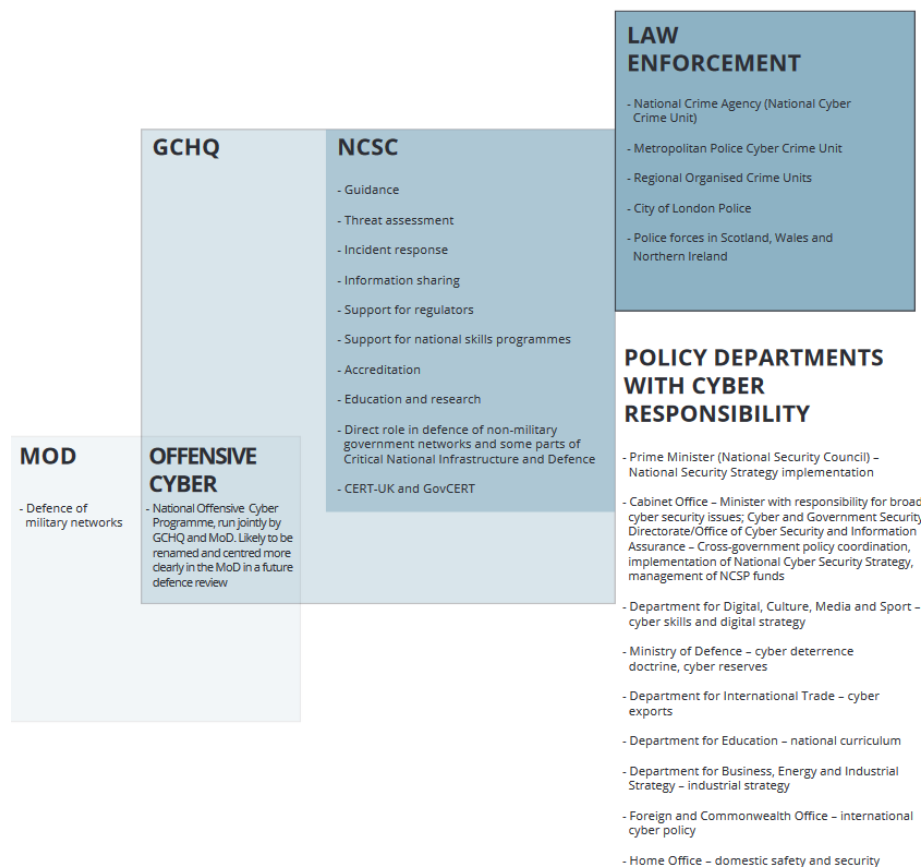 LAW
ENFORCEMENT
- National Crime Agency (National Cyber
Crime Unit)
- Metropolitan Police Cyber Crime Unit
- Regional Organised Crime Units
- City of London Police
- Police forces in Scotland, Wales and
Northern Ireland
GCHQ
NCSC
- Guidance
- Threat assessment
- Incident response
- Information sharing
- Support for regulators
- Support for national skills programmes
- Accreditation
- Education and research
- Direct role in defence of non-military
government networks and some parts of
Critical National Infrastructure and Defence
- CERT-UK and GovCERT
MOD
- Defence of
military networks
OFFENSIVE
CYBER
- National Offensive Cyber
Programme, run jointly by
GCHQ and MoD. Likely to be
renamed and centred more
clearly in the MoD in a future
defence review
POLICY DEPARTMENTS
WITH CYBER
RESPONSIBILITY
- Prime Minister (National Security Council) –
National Security Strategy implementation
- Cabinet Office – Minister with responsibility for broad
cyber security issues; Cyber and Government Security
Directorate/Office of Cyber Security and Information
Assurance – Cross-government policy coordination,
implementation of National Cyber Security Strategy,
management of NCSP funds
- Department for Digital, Culture, Media and Sport –
cyber skills and digital strategy
- Ministry of Defence – cyber deterrence
doctrine, cyber reserves
- Department for International Trade – cyber
exports
- Department for Education – national curriculum
- Department for Business, Energy and Industrial
Strategy – industrial strategy
- Foreign and Commonwealth Office – international
cyber policy
- Home Office – domestic safety and security